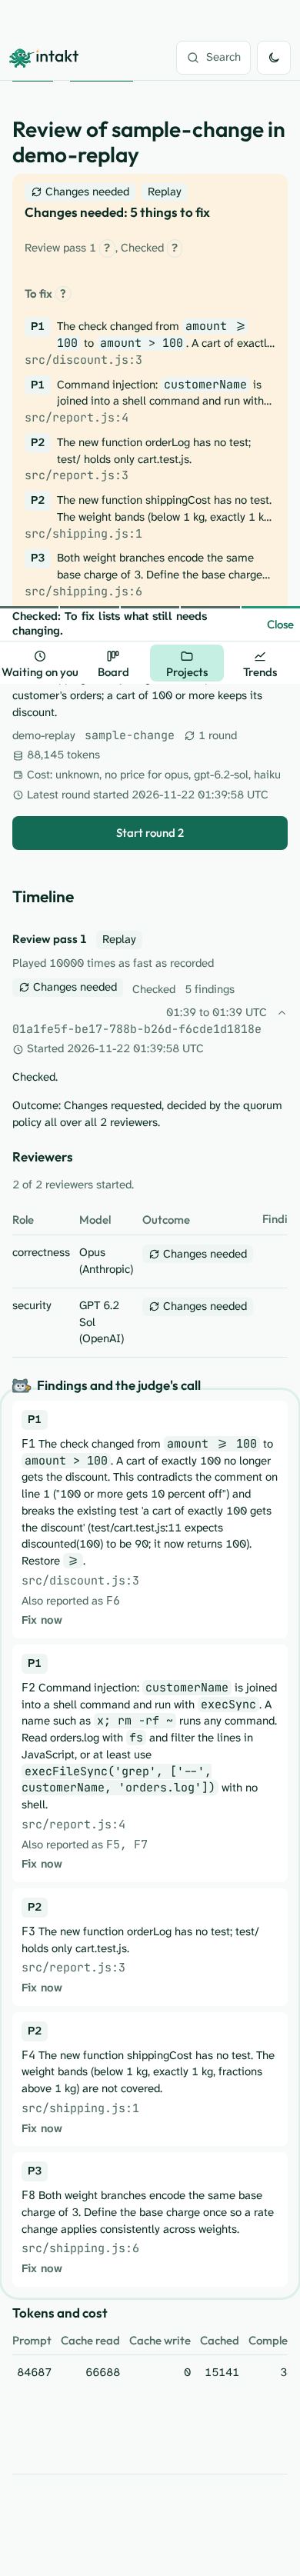 intakt
Search
Review of sample-change in
demo-replay
Changes needed
Replay
Changes needed: 5 things to fix
Review pass 1 ? , Checked ?
To fix ?
P1 The check changed from amount >=
100 to amount > 100. A cart of exactl...
src/discount.js:3
P1 Command injection: customerName is
joined into a shell command and run with...
src/report.js:4
P2 The new function orderLog has no test;
test/ holds only cart.test.js.
src/report.js:3
P2 The new function shippingCost has no test.
The weight bands (below 1 kg, exactly 1 k...
src/shipping.js:1
P3 Both weight branches encode the same
base charge of 3. Define the base charge...
src/shipping.js:6
Checked: To fix lists what still needs
changing.
Close
Working on you
Board
Projects
Trends
customer's orders; a cart of 100 or more keeps its
discount.
demo-replay sample-change 1 round
88,145 tokens
Cost: unknown, no price for opus, gpt-6.2-sol, haiku
Latest round started 2026-11-22 01:39:58 UTC
Start round 2
Timeline
Review pass 1 Replay
Played 10000 times as fast as recorded
Changes needed Checked 5 findings
01:39 to 01:39 UTC
01a1fe5f-be17-788b-b26d-f6cde1d1818e
Started 2026-11-22 01:39:58 UTC
Checked.
Outcome: Changes requested, decided by the quorum
policy all over all 2 reviewers.
Reviewers
2 of 2 reviewers started.
Role Model Outcome Findi
correctness Opus (Anthropic) Changes needed
security GPT 6.2 Sol (OpenAI) Changes needed
Findings and the judge's call
P1
F1 The check changed from amount >= 100 to
amount > 100. A cart of exactly 100 no longer
gets the discount. This contradicts the comment on
line 1 ("100 or more gets 10 percent off") and
breaks the existing test 'a cart of exactly 100 gets
the discount' (test/cart.test.js:11 expects
discounted(100) to be 90; it now returns 100).
Restore >=.
src/discount.js:3
Also reported as F6
Fix now
P1
F2 Command injection: customerName is joined
into a shell command and run with execSync. A
name such as x; rm -rf ~ runs any command.
Read orders.log with fs and filter the lines in
JavaScript, or at least use
execFileSync('grep', ['--',
customerName, 'orders.log']) with no
shell.
src/report.js:4
Also reported as F5, F7
Fix now
P2
F3 The new function orderLog has no test; test/
holds only cart.test.js.
src/report.js:3
Fix now
P2
F4 The new function shippingCost has no test. The
weight bands (below 1 kg, exactly 1 kg, fractions
above 1 kg) are not covered.
src/shipping.js:1
Fix now
P3
F8 Both weight branches encode the same base
charge of 3. Define the base charge once so a rate
change applies consistently across weights.
src/shipping.js:6
Fix now
Tokens and cost
Prompt Cache read Cache write Cached Comple
84687 66688 0 15141 3